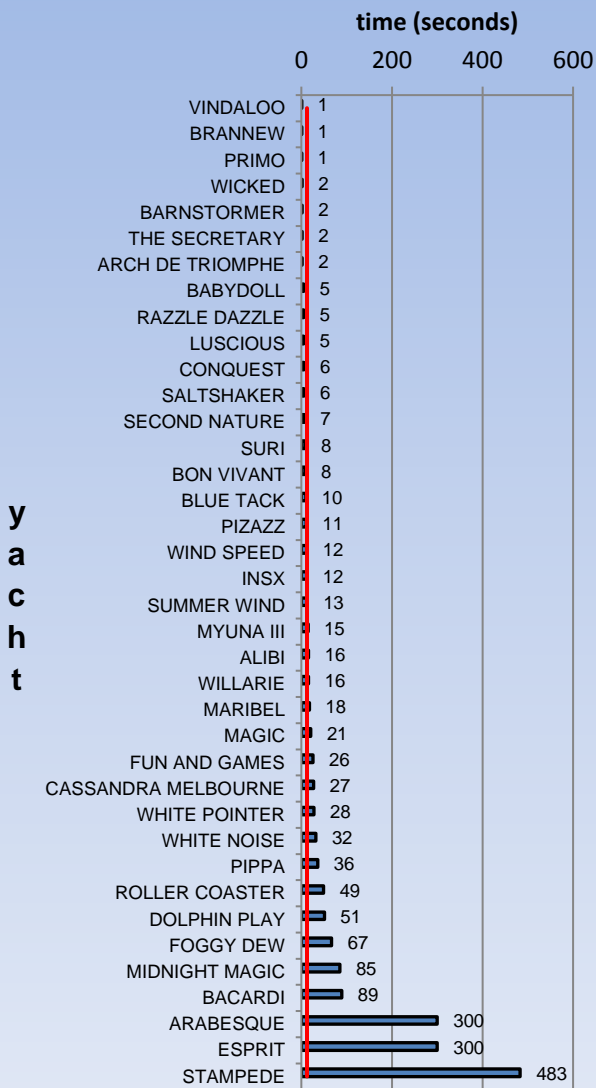 time (seconds)
0 200 400 600
VINDALOO 1
BRANNEW 1
PRIMO 1
WICKED 2
BARNSTORMER 2
THE SECRETARY 2
ARCH DE TRIOMPHE 2
BABYDOLL 5
RAZZLE DAZZLE 5
LUSCIOUS 5
CONQUEST 6
SALTSHAKER 6
SECOND NATURE 7
SURI 8
BON VIVANT 8
BLUE TACK 10
PIZAZZ 11
WIND SPEED 12
INSX 12
SUMMER WIND 13
MYUNA III 15
ALIBI 16
WILLARIE 16
MARIBEL 18
MAGIC 21
FUN AND GAMES 26
CASSANDRA MELBOURNE 27
WHITE POINTER 28
WHITE NOISE 32
PIPPA 36
ROLLER COASTER 49
DOLPHIN PLAY 51
FOGGY DEW 67
MIDNIGHT MAGIC 85
BACARDI 89
ARABESQUE 300
ESPRIT 300
STAMPEDE 483
yacht